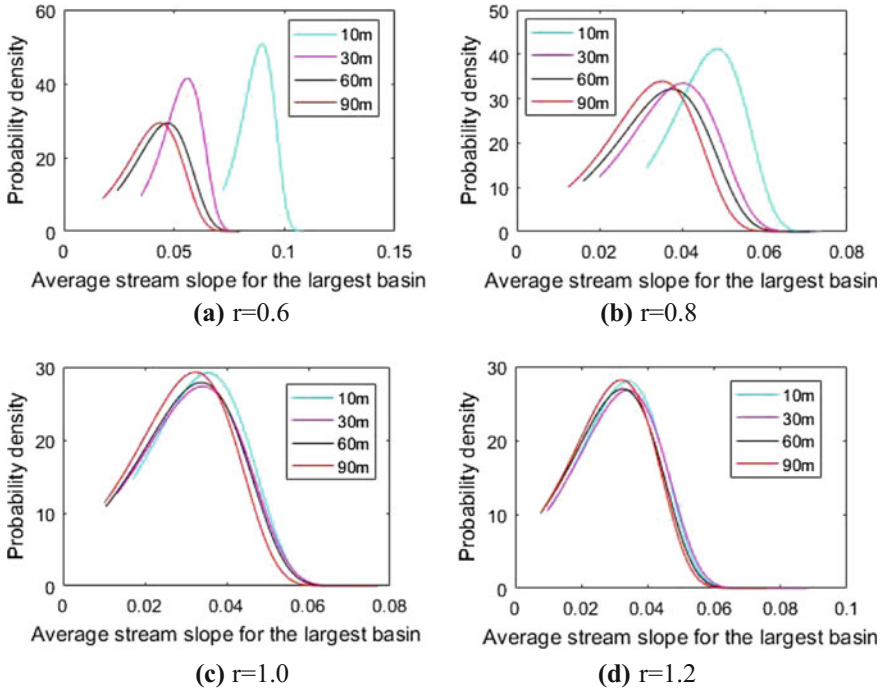 60
40
20
0
Probability density
10m
30m
60m
90m
0 0.05 0.1 0.15
Average stream slope for the largest basin
(a) r=0.6
50
40
30
20
10
0
Probability density
10m
30m
60m
90m
0 0.02 0.04 0.06 0.08
Average stream slope for the largest basin
(b) r=0.8
30
20
10
0
Probability density
10m
30m
60m
90m
0 0.02 0.04 0.06 0.08
Average stream slope for the largest basin
(c) r=1.0
30
20
10
0
Probability density
10m
30m
60m
90m
0 0.02 0.04 0.06 0.08 0.1
Average stream slope for the largest basin
(d) r=1.2